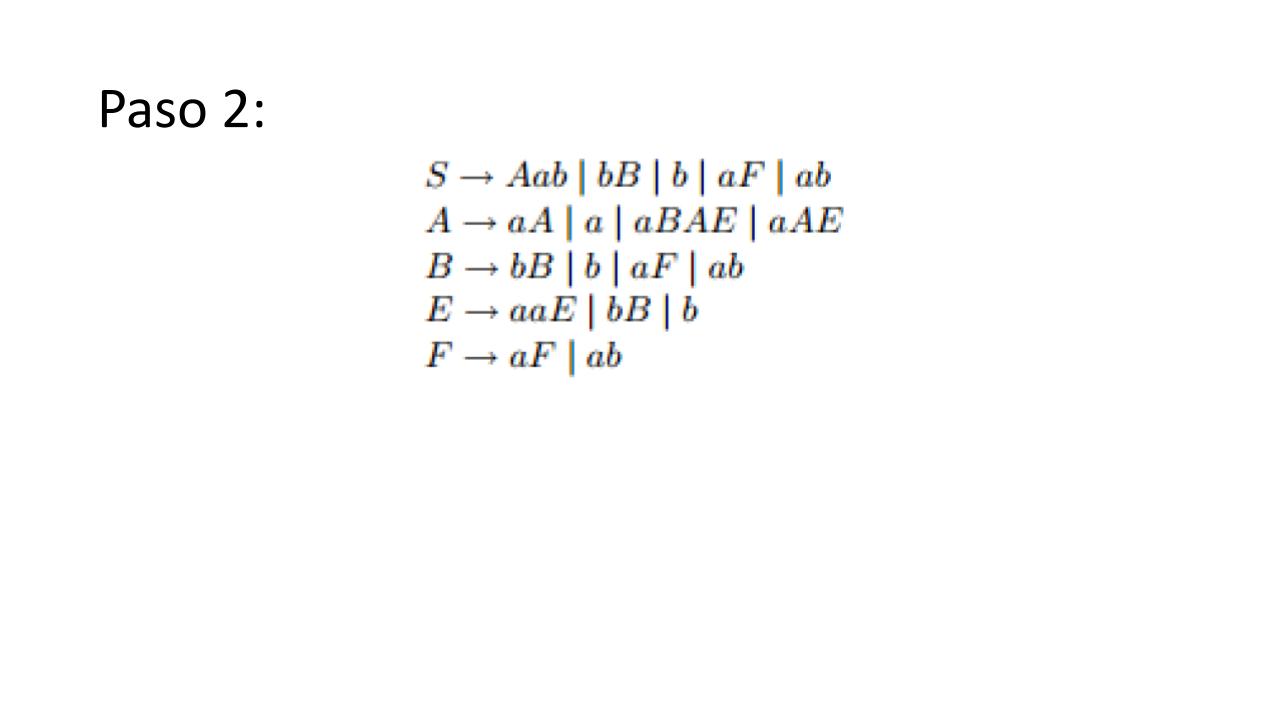 Paso 2:
S → Aab | bB | b | aF | ab
A → aA | a | aBAE | aAE
B → bB | b | aF | ab
E → aaE | bB | b
F → aF | ab